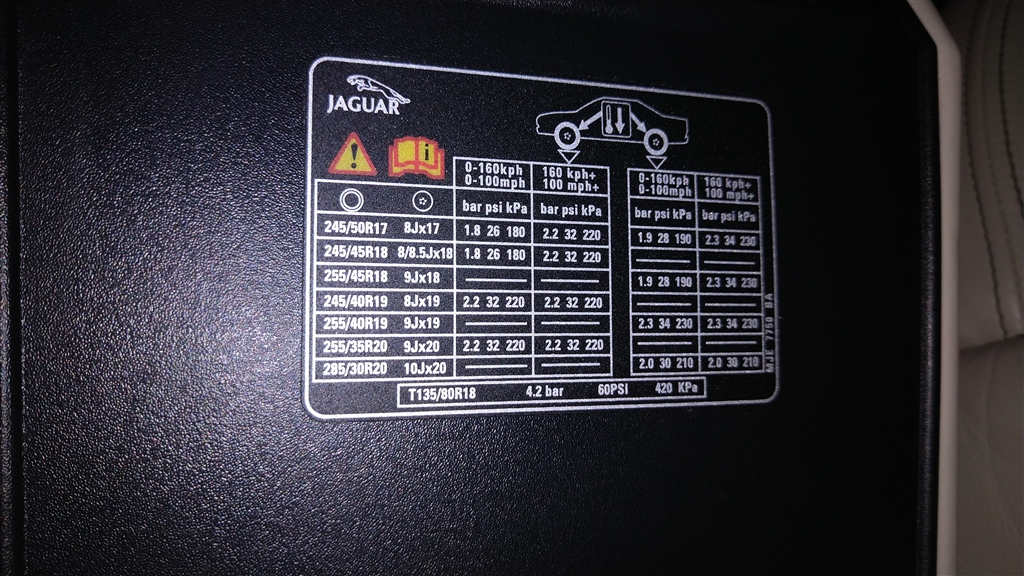 JAGUAR
0-160kph 160 kph+ 0-160kph 160 kph+
0-100mph 100 mph+ 0-100mph 100 mph+
bar psi kPa bar psi kPa bar psi kPa bar psi kPa
245/50R17 8Jx17 1.8 26 180 2.2 32 220 1.9 28 190 2.3 34 230
245/45R18 8/8.5Jx18 1.8 26 180 2.2 32 220
255/45R18 9Jx18 1.9 28 190 2.3 34 230
245/40R19 8Jx19 2.2 32 220 2.2 32 220
255/40R19 9Jx19 2.3 34 230 2.3 34 230
255/35R20 9Jx20 2.2 32 220 2.2 32 220
285/30R20 10Jx20 2.0 30 210 2.0 30 210
T135/80R18 4.2 bar 60PSI 420 KPa
MJE 7750 BA